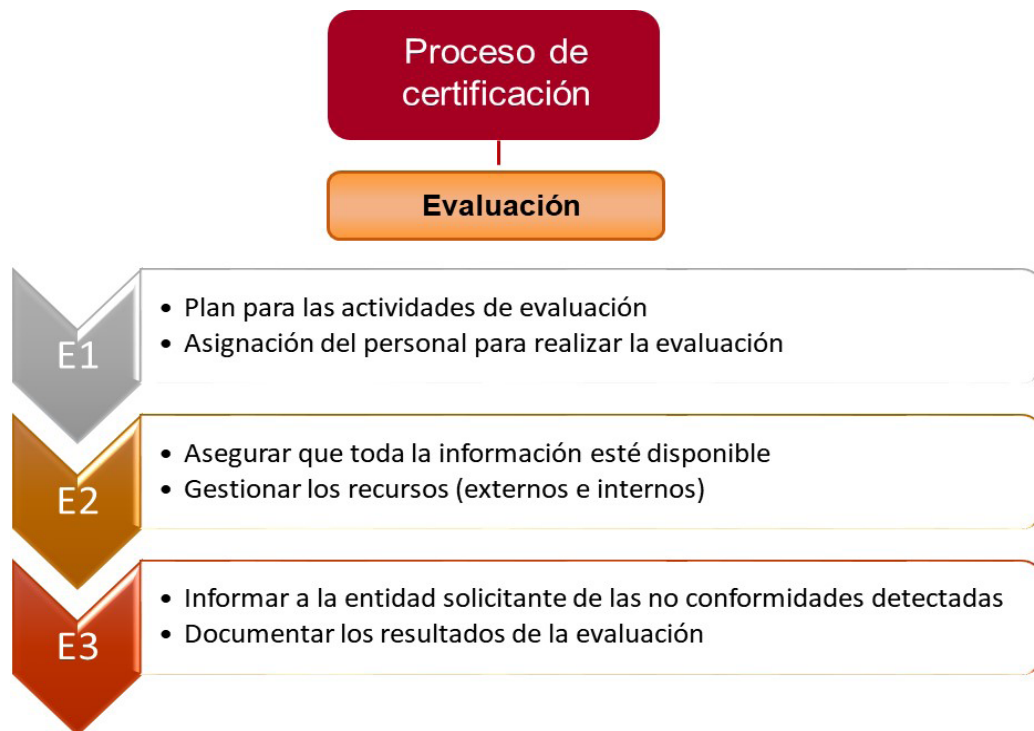 Proceso de
certificación
Evaluación
E1
• Plan para las actividades de evaluación
• Asignación del personal para realizar la evaluación
E2
• Asegurar que toda la información esté disponible
• Gestionar los recursos (externos e internos)
E3
• Informar a la entidad solicitante de las no conformidades detectadas
• Documentar los resultados de la evaluación